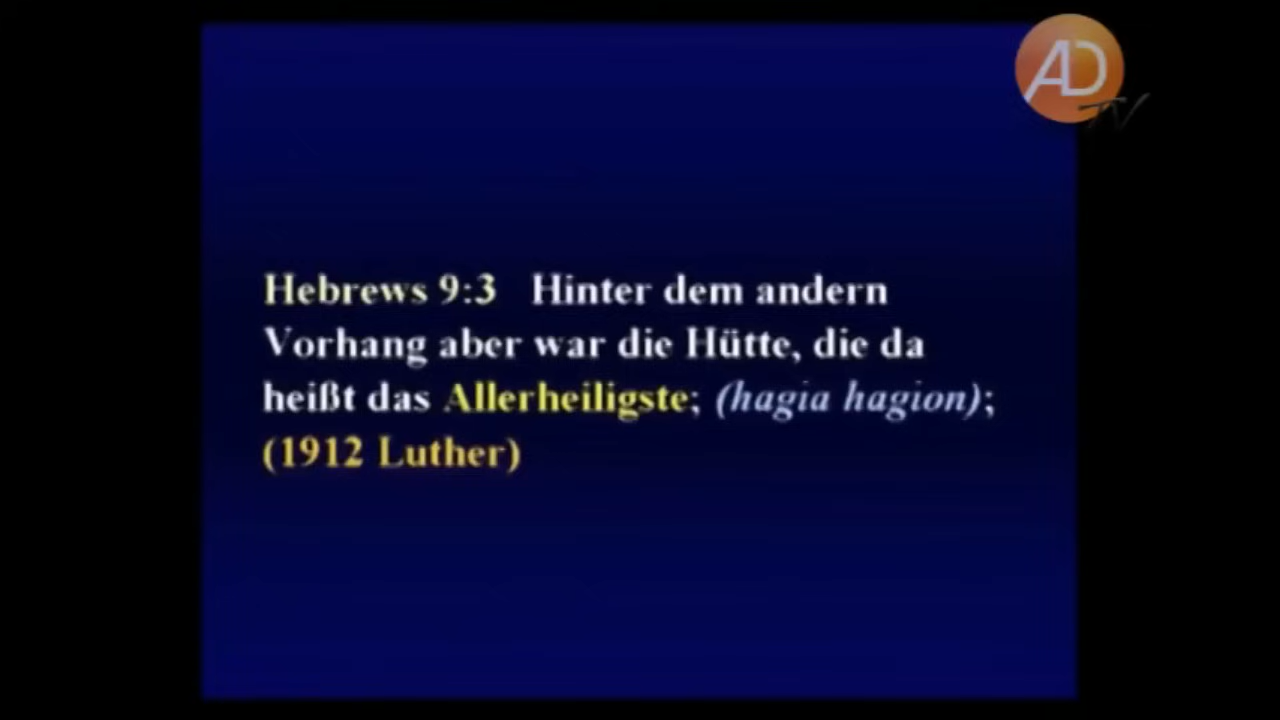 AD
TV
Hebrews 9:3 Hinter dem andern
Vorhang aber war die Hütte, die da
heißt das Allerheiligste; (hagia hagion);
(1912 Luther)